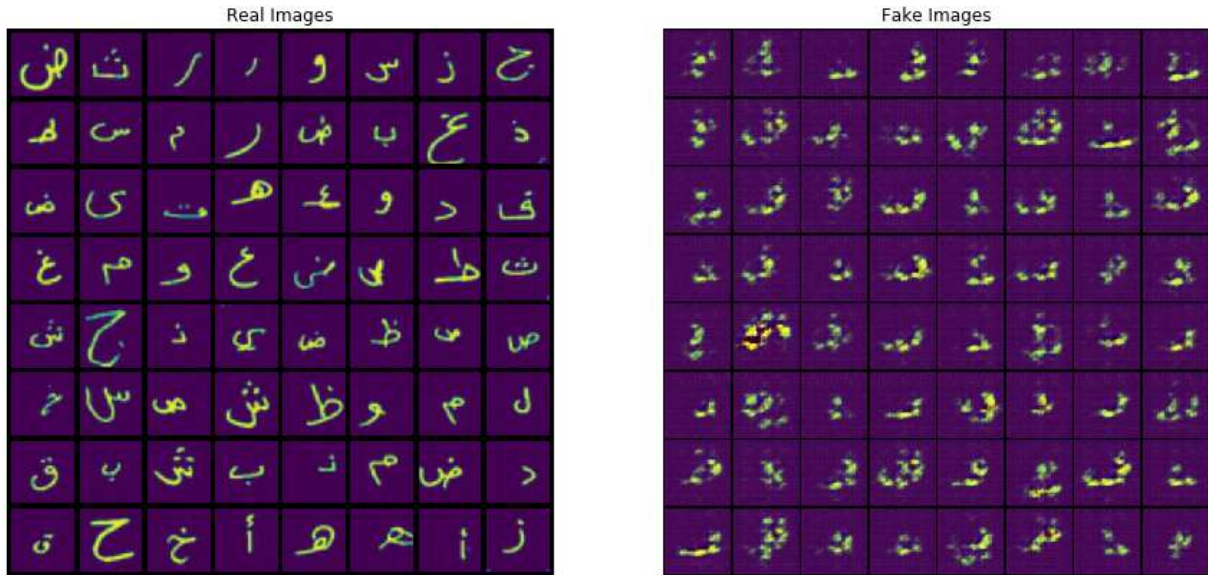 Real Images
Fake Images
ض ث ر ر و س ز ج
ط س م ر ض ب غ ذ
ض ى ت ه ع و د ف
غ م و ع ص ط ث
ش ج ذ ي ض ظ ص ص
خ س ص ش ظ و م ل
ق ب ش ب ذ م ض د
ق ح خ أ ه ه أ ز